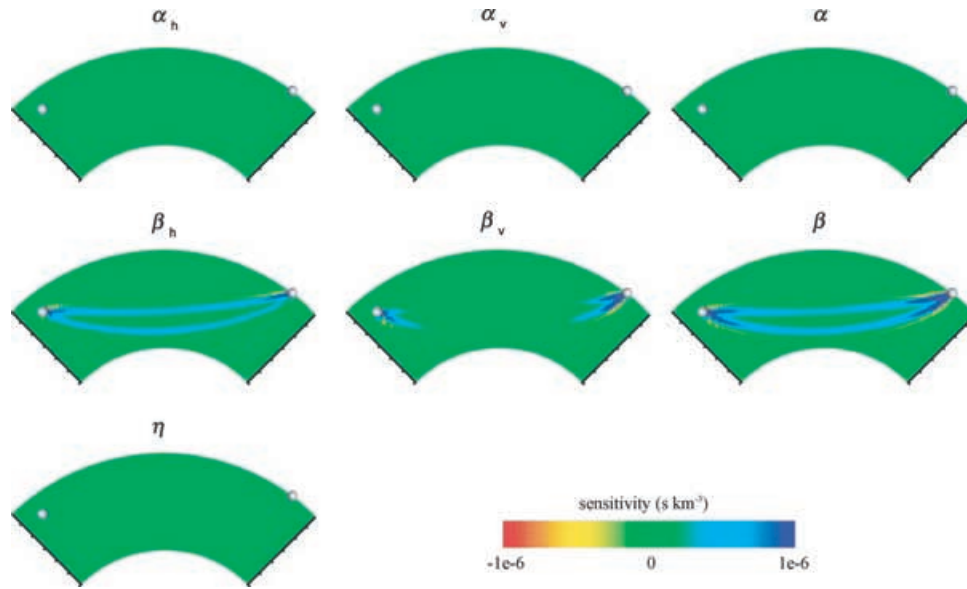 α h α v α
β h β v β
η
sensitivity (s km⁻³)
-1e-6 0 1e-6